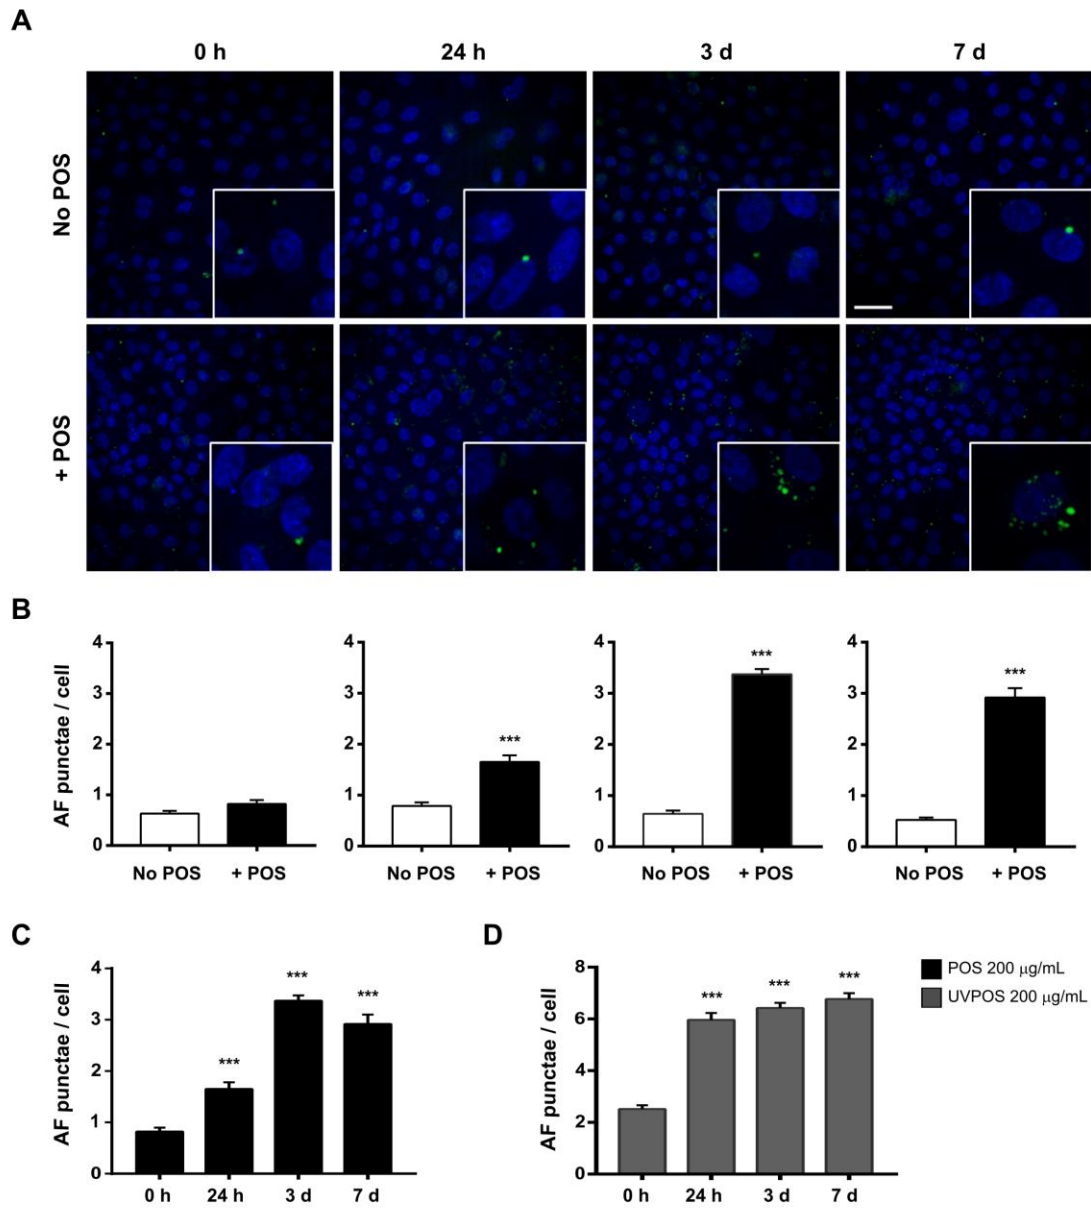 A
0 h 24 h 3 d 7 d
No POS
+ POS
B
AF punctae / cell
4
3
2
1
0
No POS + POS
4
3
2
1
0
***
No POS + POS
4
3
2
1
0
***
No POS + POS
4
3
2
1
0
***
No POS + POS
C
AF punctae / cell
4
3
2
1
0
*** *** ***
0 h 24 h 3 d 7 d
D
AF punctae / cell
8
6
4
2
0
*** *** ***
0 h 24 h 3 d 7 d
POS 200 µg/mL
UVPOS 200 µg/mL